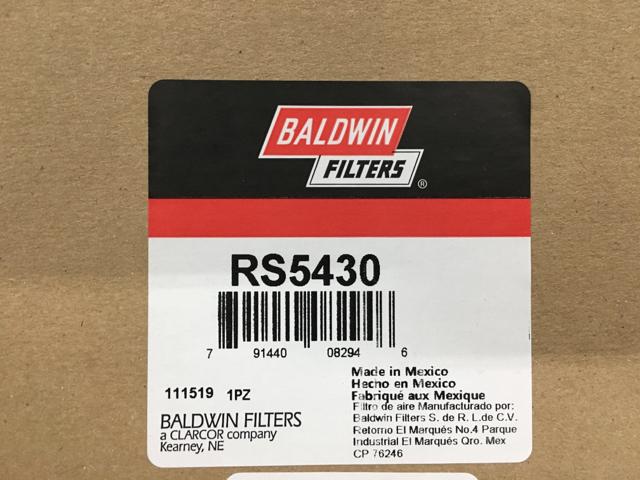 BALDWIN
FILTERS ®
RS5430
7 91440 08294 6
111519 1PZ
BALDWIN FILTERS
a CLARCOR company
Kearney, NE
Made in Mexico
Hecho en Mexico
Fabriqué aux Mexique
Filtro de aire Manufacturado por:
Baldwin Filters S. de R. L.de C.V.
Retorno El Marqués No.4 Parque
Industrial El Marqués Qro. Mex
CP 76246